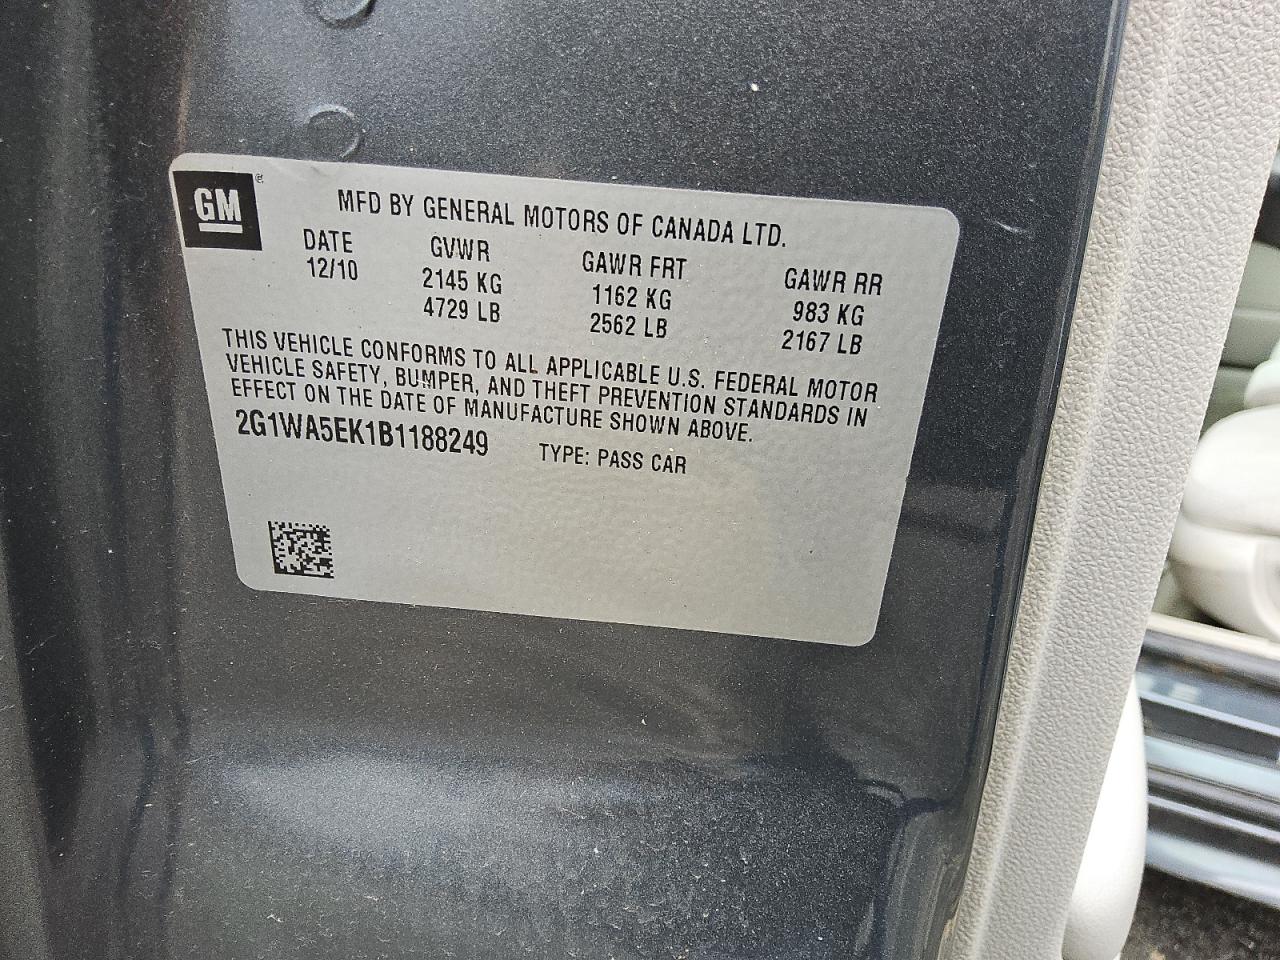 GM
MFD BY GENERAL MOTORS OF CANADA LTD.
DATE GVWR GAWR FRT GAWR RR
12/10 2145 KG 1162 KG 983 KG
4729 LB 2562 LB 2167 LB
THIS VEHICLE CONFORMS TO ALL APPLICABLE U.S. FEDERAL MOTOR
VEHICLE SAFETY, BUMPER, AND THEFT PREVENTION STANDARDS IN
EFFECT ON THE DATE OF MANUFACTURE SHOWN ABOVE.
2G1WA5EK1B1188249 TYPE: PASS CAR